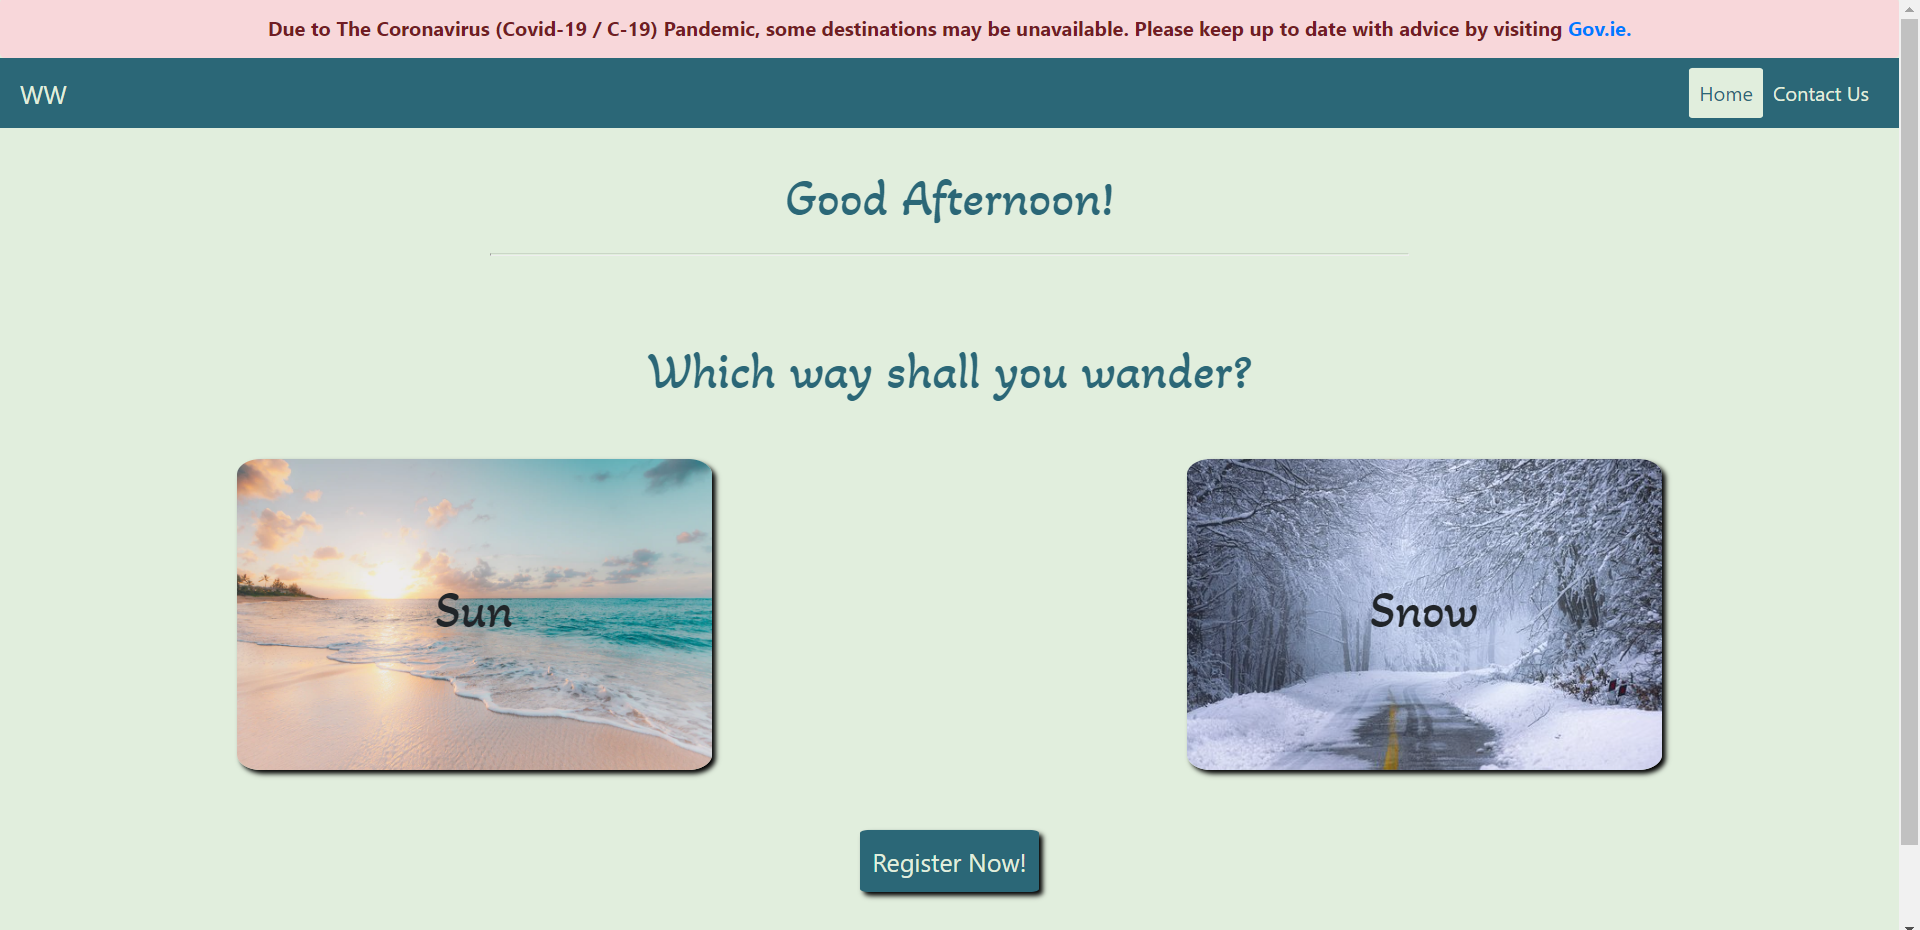 Due to The Coronavirus (Covid-19 / C-19) Pandemic, some destinations may be unavailable. Please keep up to date with advice by visiting Gov.ie.
WW
Home
Contact Us
Good Afternoon!
Which way shall you wander?
Sun
Snow
Register Now!